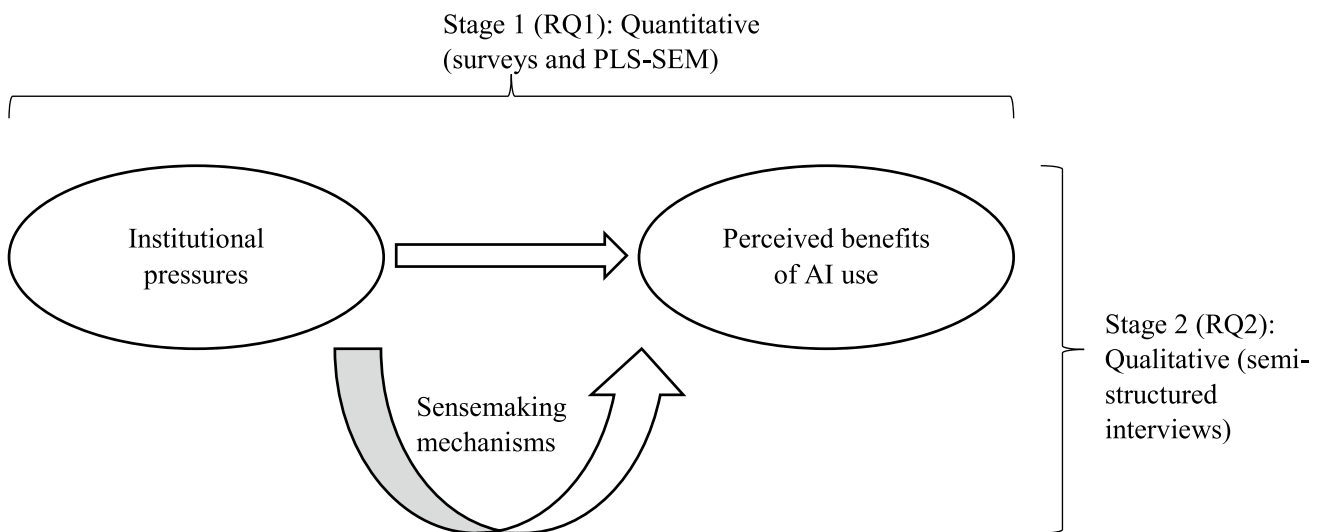 Stage 1 (RQ1): Quantitative
(surveys and PLS-SEM)
Institutional
pressures
Perceived benefits
of AI use
Sensemaking
mechanisms
Stage 2 (RQ2):
Qualitative (semi-
structured
interviews)